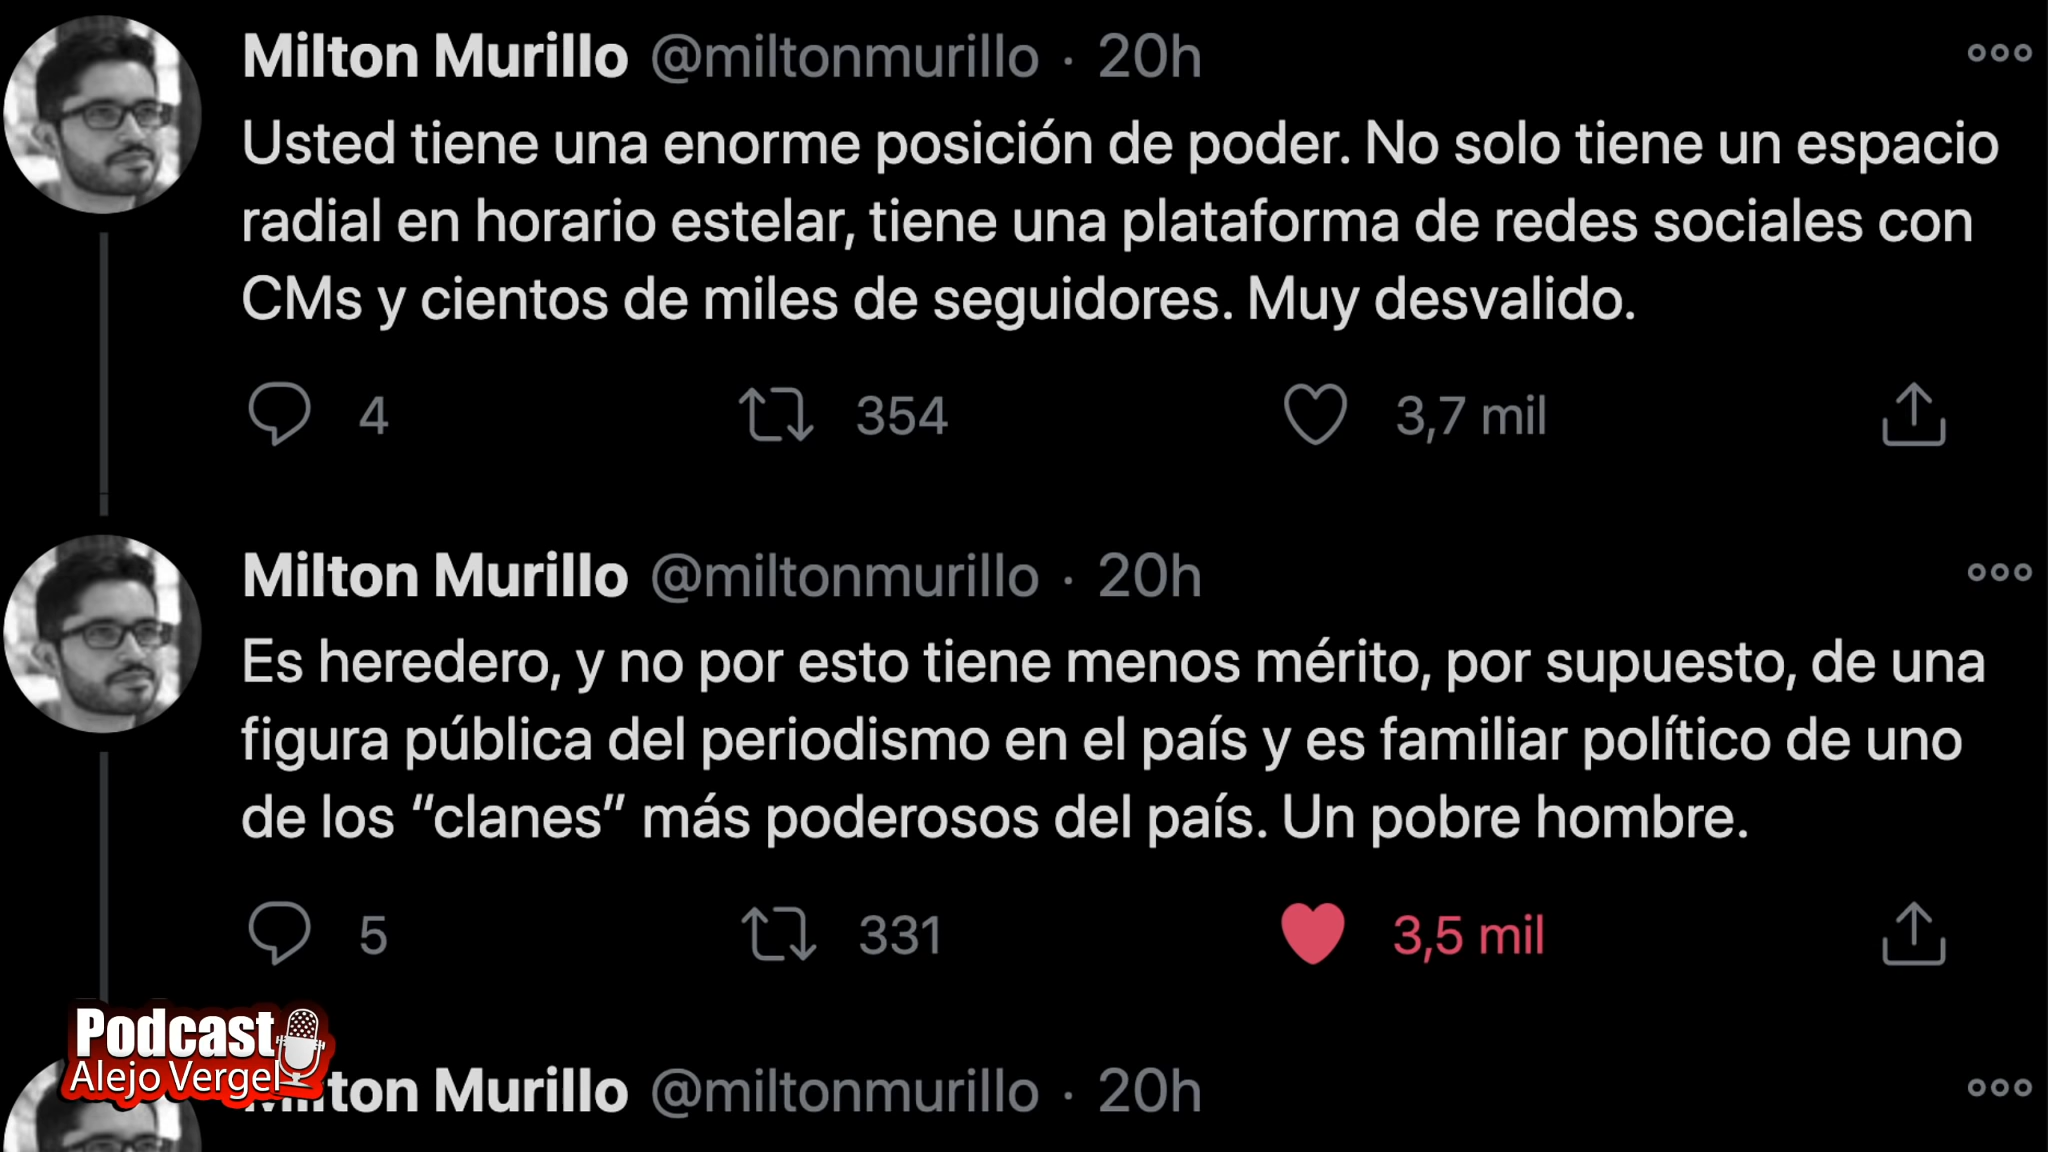 Milton Murillo @miltonmurillo · 20h
Usted tiene una enorme posición de poder. No solo tiene un espacio
radial en horario estelar, tiene una plataforma de redes sociales con
CMs y cientos de miles de seguidores. Muy desvalido.
4 354 3,7 mil
Milton Murillo @miltonmurillo · 20h
Es heredero, y no por esto tiene menos mérito, por supuesto, de una
figura pública del periodismo en el país y es familiar político de uno
de los “clanes” más poderosos del país. Un pobre hombre.
5 331 3,5 mil
Podcast
Alejo Vergel
Milton Murillo @miltonmurillo · 20h